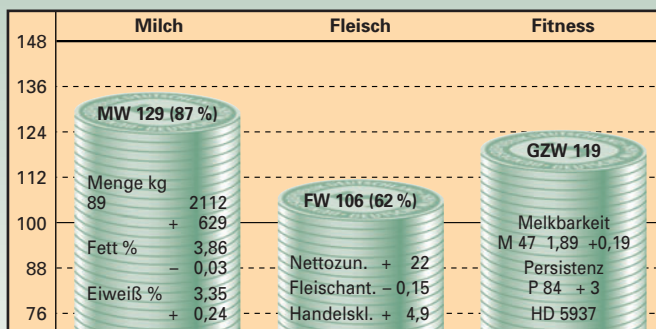 Milch Fleisch Fitness
148
136
124
112
100
88
76
MW 129 (87 %)
Menge kg
89 2112
+ 629
Fett % 3,86
– 0,03
Eiweiß % 3,35
+ 0,24
FW 106 (62 %)
Nettozun. + 22
Fleischant. – 0,15
Handelskl. + 4,9
GZW 119
Melkbarkeit
M 47 1,89 +0,19
Persistenz
P 84 + 3
HD 5937